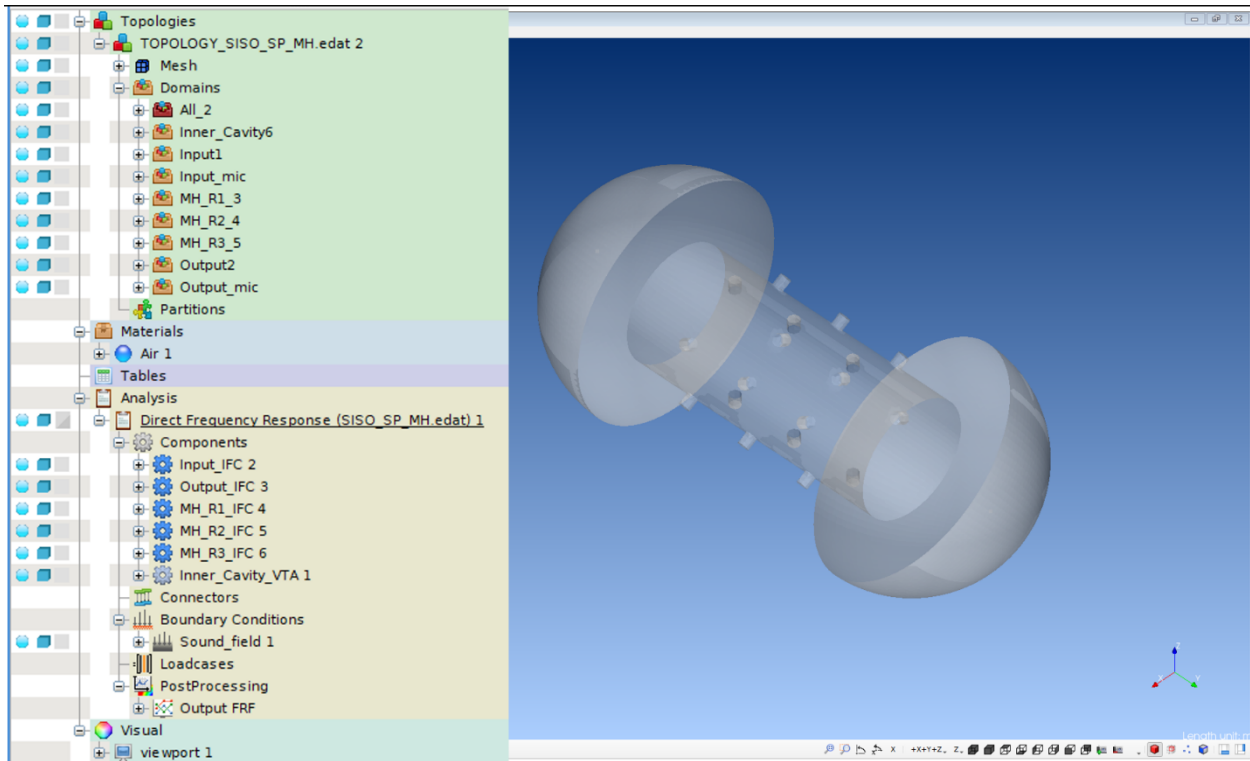 Topologies
TOPOLOGY_SISO_SP_MH.edat 2
Mesh
Domains
All_2
Inner_Cavity6
Input1
Input_mic
MH_R1_3
MH_R2_4
MH_R3_5
Output2
Output_mic
Partitions
Materials
Air 1
Tables
Analysis
Direct Frequency Response (SISO_SP_MH.edat) 1
Components
Input_IFC 2
Output_IFC 3
MH_R1_IFC 4
MH_R2_IFC 5
MH_R3_IFC 6
Inner_Cavity_VTA 1
Connectors
Boundary Conditions
Sound_field 1
Loadcases
PostProcessing
Output FRF
Visual
viewport 1
Z
X
Y
Length unit: m
X +X+Y+Z, Z,